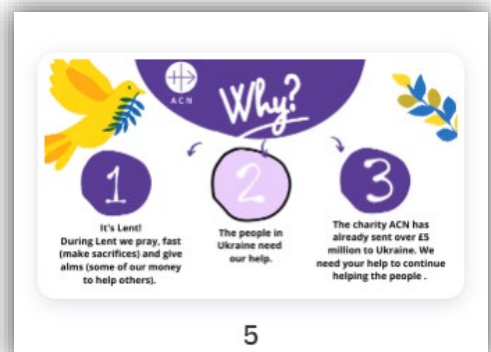 ACN
Why?
1
It's Lent!
During Lent we pray, fast
(make sacrifices) and give
alms (some of our money
to help others).
2
The people in
Ukraine need
our help.
3
The charity ACN has
already sent over £5
million to Ukraine. We
need your help to continue
helping the people .
5